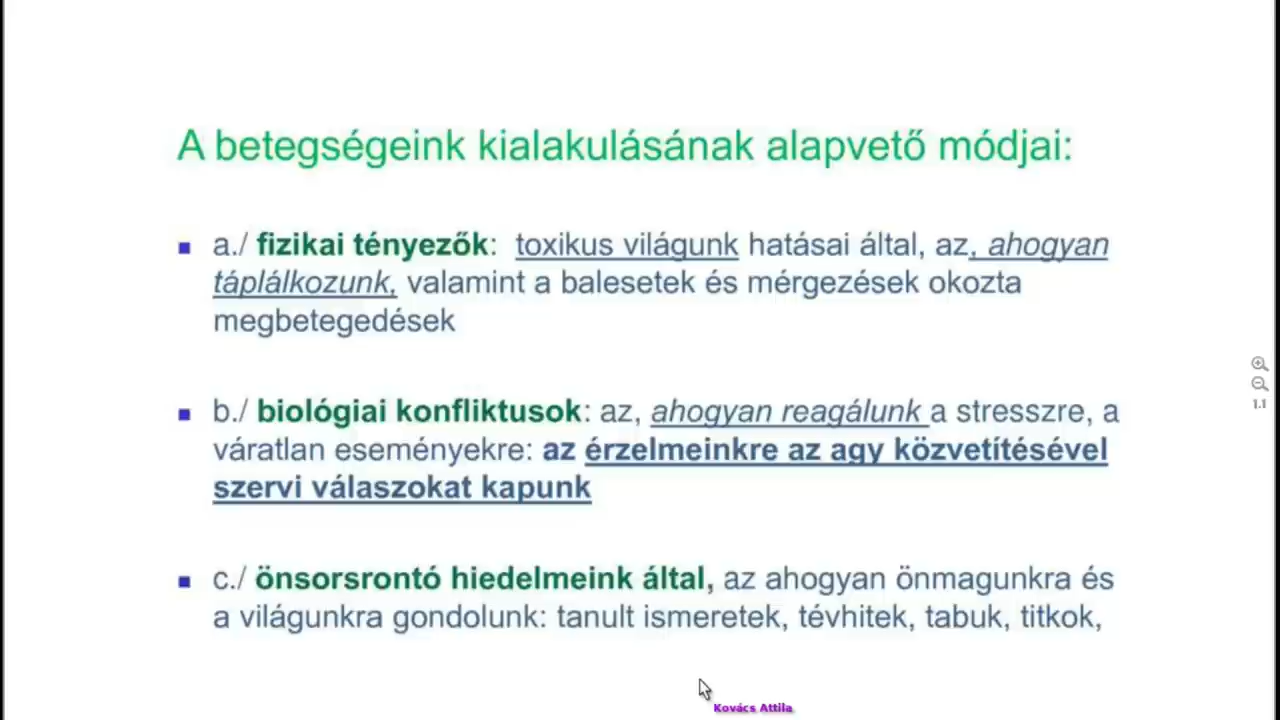 A betegségeink kialakulásának alapvető módjai:
a./ fizikai tényezők: toxikus világunk hatásai által, az, ahogyan
táplálkozunk, valamint a balesetek és mérgezések okozta
megbetegedések
b./ biológiai konfliktusok: az, ahogyan reagálunk a stresszre, a
váratlan eseményekre: az érzelmeinkre az agy közvetítésével
szervi válaszokat kapunk
c./ önsorsrontó hiedelmeink által, az ahogyan önmagunkra és
a világunkra gondolunk: tanult ismeretek, tévhitek, tabuk, titkok,
1.1
Kovács Attila